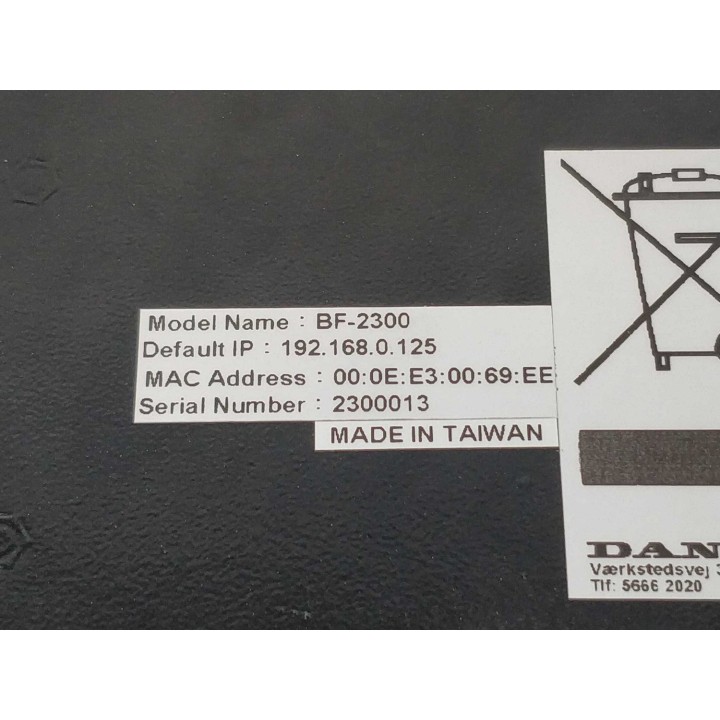 Model Name : BF-2300
Default IP : 192.168.0.125
MAC Address : 00:0E:E3:00:69:EE
Serial Number : 2300013
MADE IN TAIWAN
DAN
Værkstedsvej 3
Tlf: 5666 2020